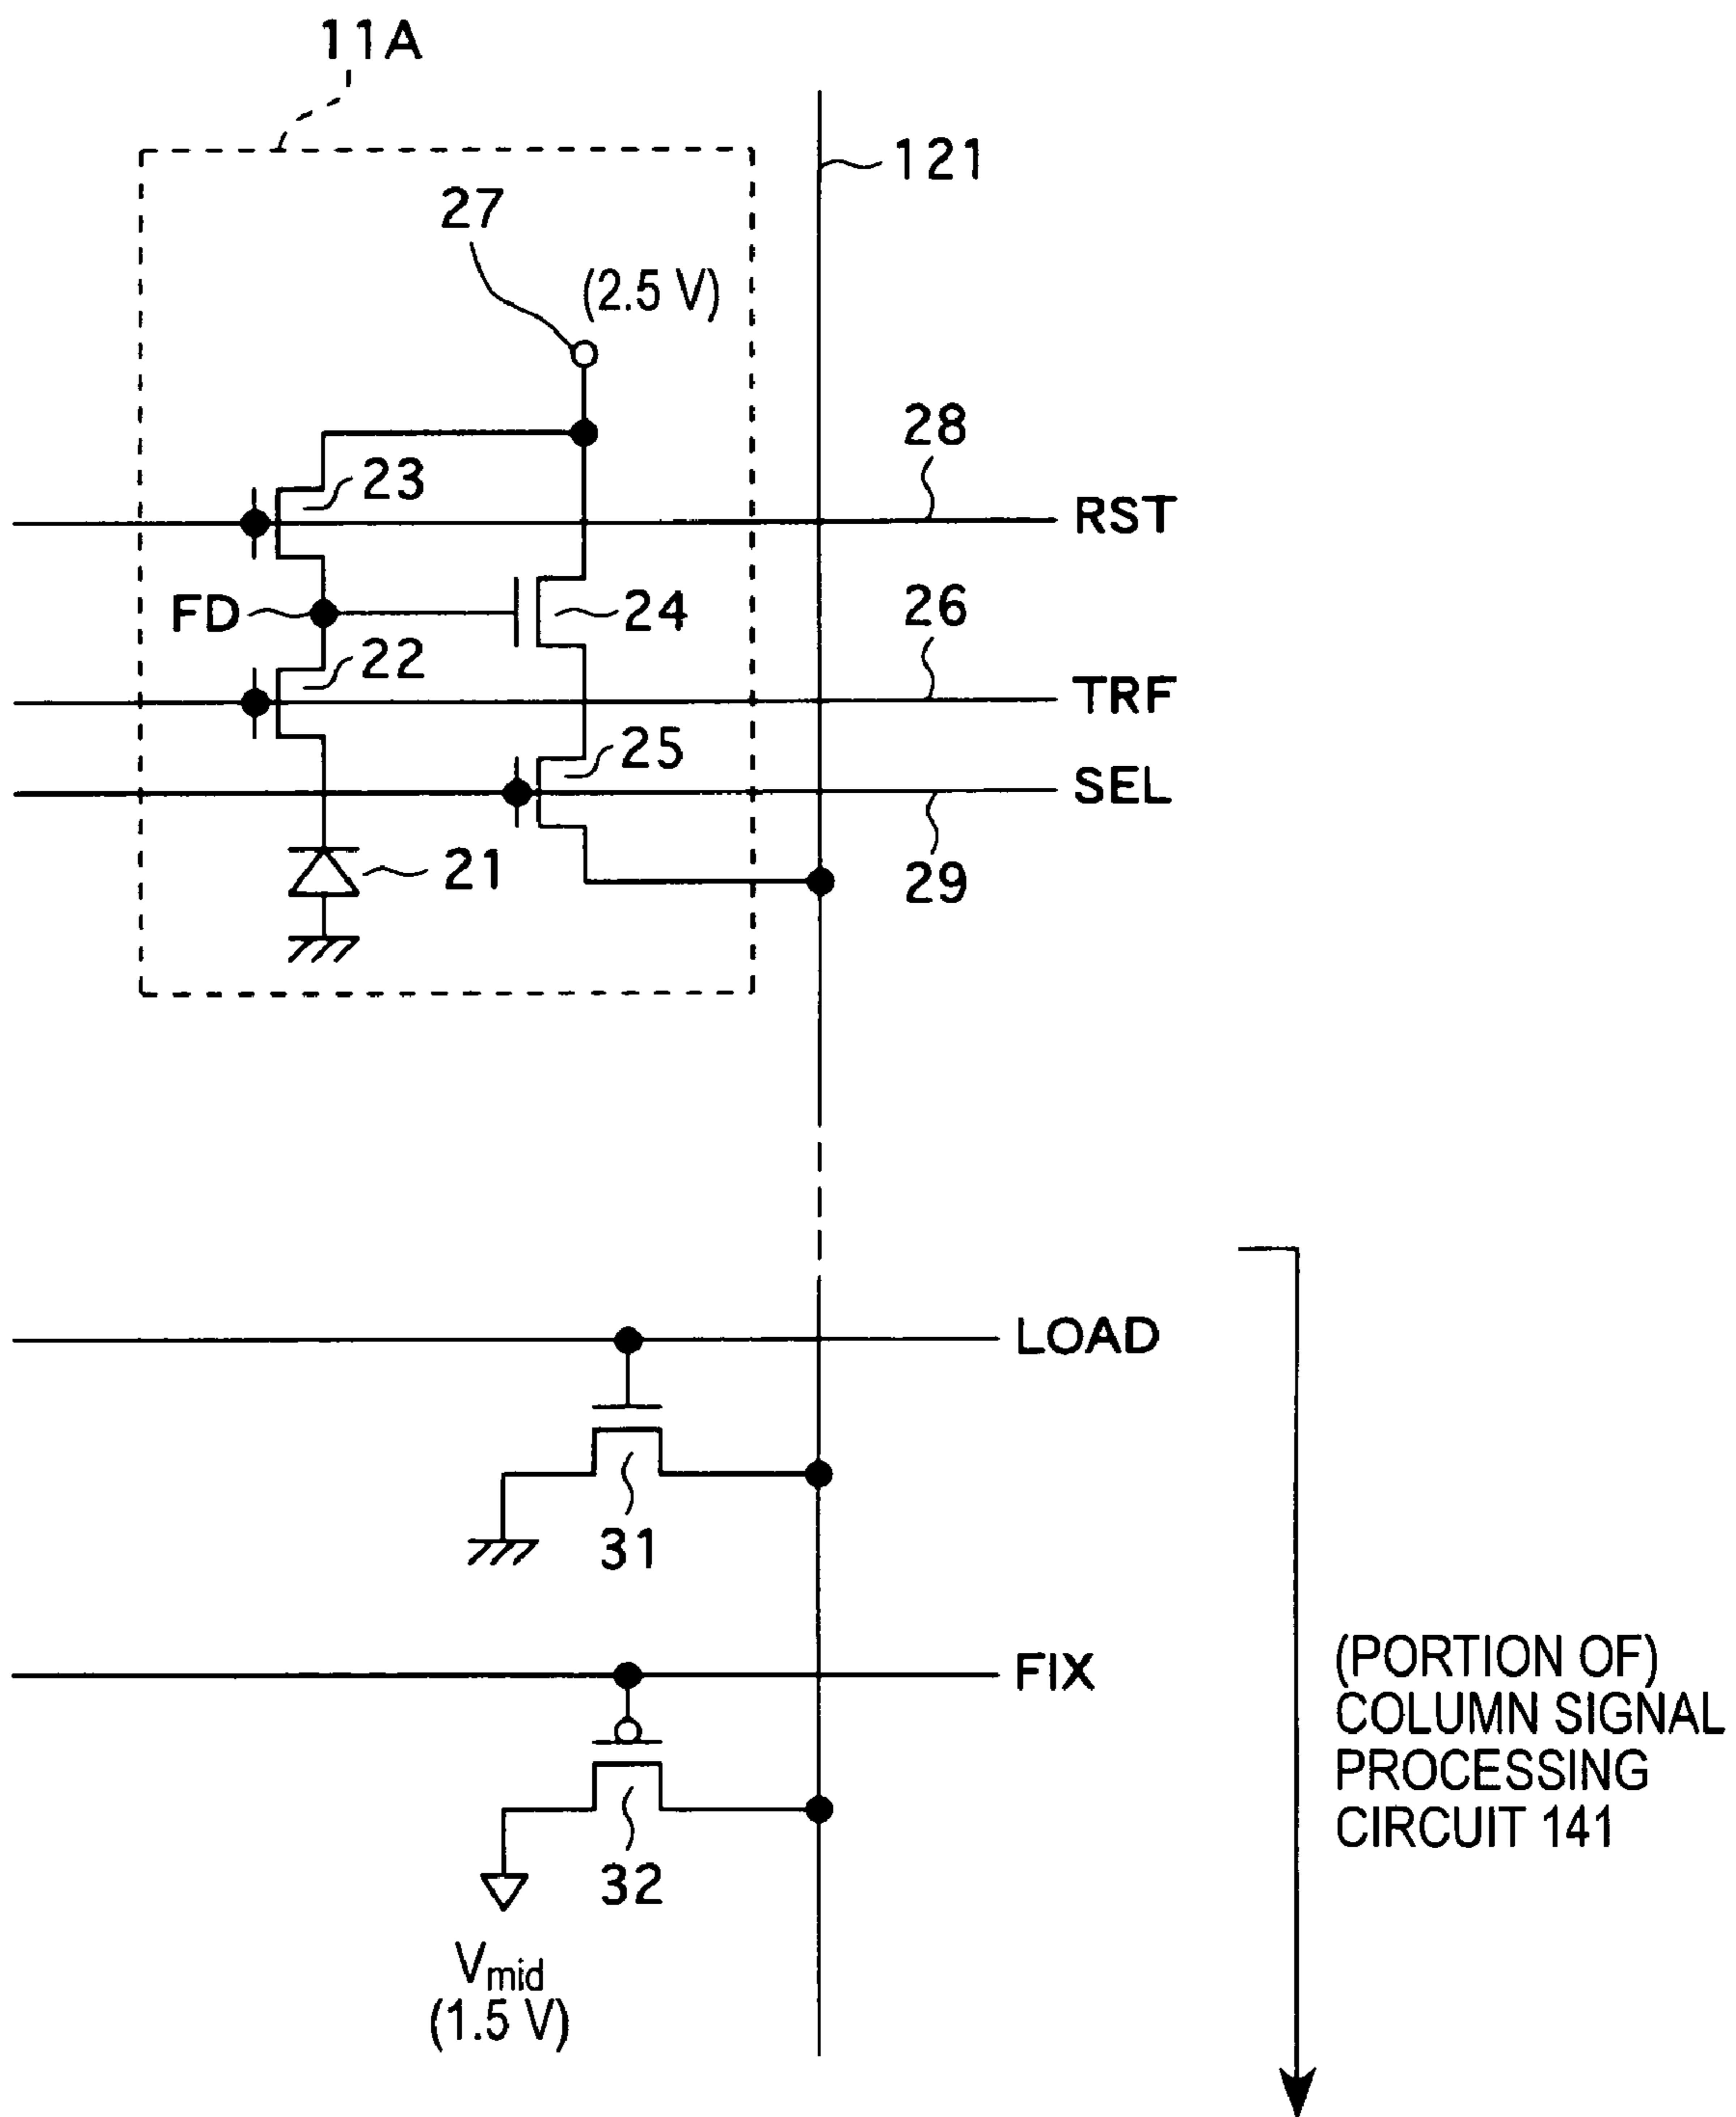 11A
121
27
(2.5 V)
28
23
RST
FD
24
26
22
TRF
25
SEL
21
29
LOAD
31
FIX
(PORTION OF)
COLUMN SIGNAL
PROCESSING
CIRCUIT 141
32
Vmid
(1.5 V)